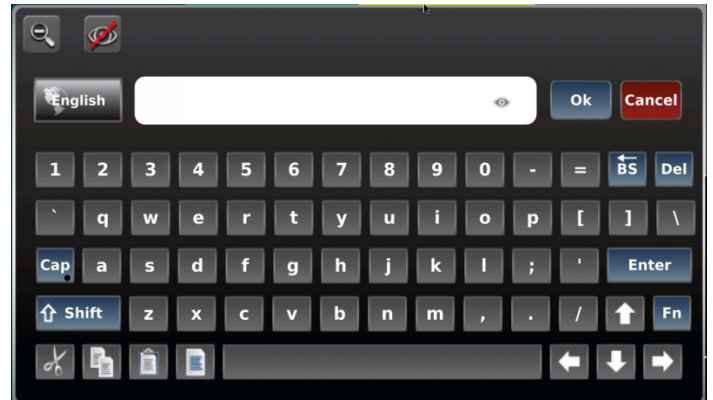 English Ok Cancel
1 2 3 4 5 6 7 8 9 0 - = BS Del
` q w e r t y u i o p [ ] \
Cap a s d f g h j k l ; ' Enter
Shift z x c v b n m , . / Fn